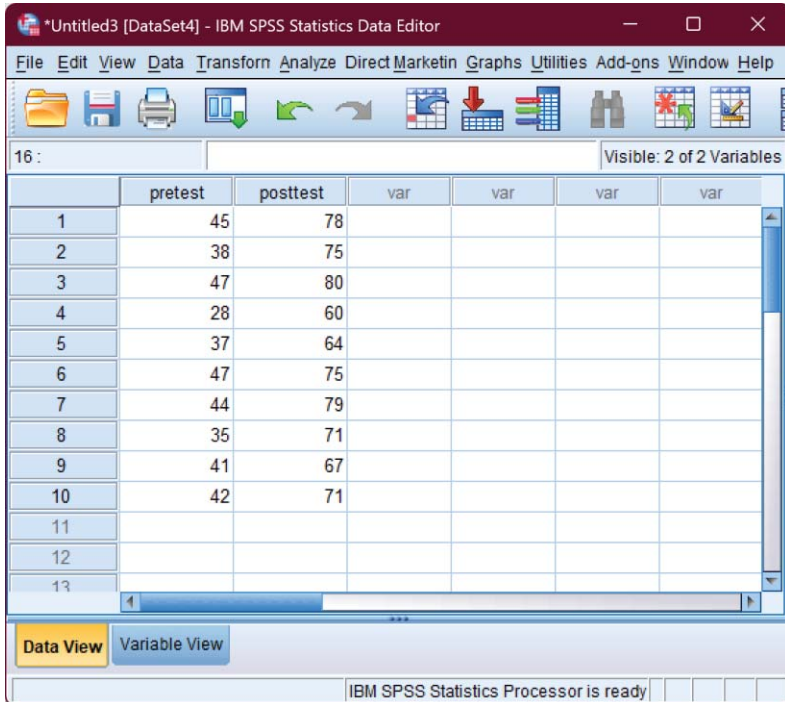 *Untitled3 [DataSet4] - IBM SPSS Statistics Data Editor
File Edit View Data Transforn Analyze Direct Marketin Graphs Utilities Add-ons Window Help
16 : Visible: 2 of 2 Variables
pretest posttest var var var var
1 45 78
2 38 75
3 47 80
4 28 60
5 37 64
6 47 75
7 44 79
8 35 71
9 41 67
10 42 71
11
12
13
Data View Variable View
IBM SPSS Statistics Processor is ready